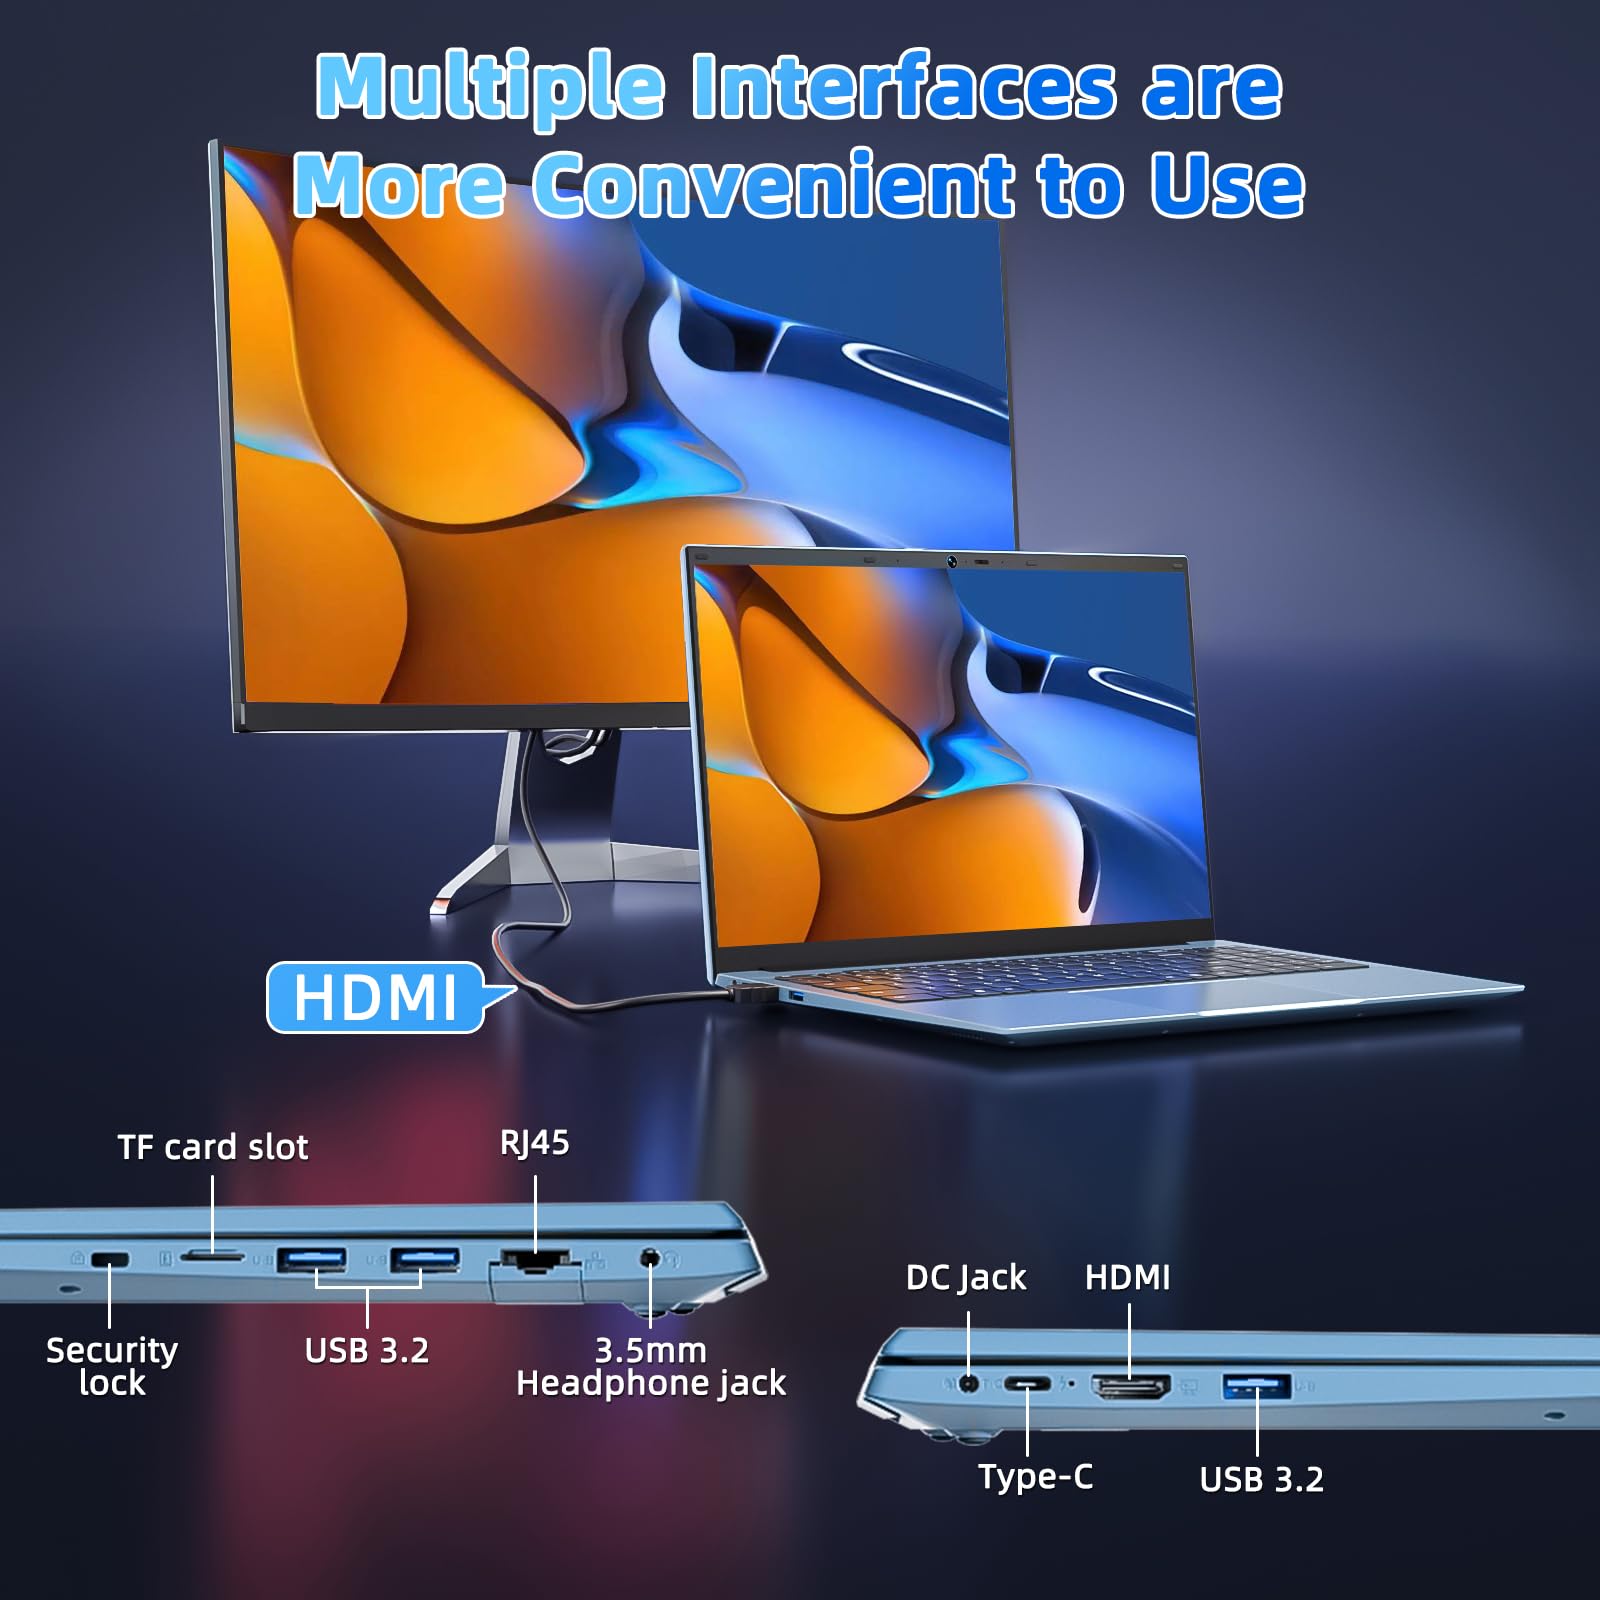 Multiple Interfaces are
More Convenient to Use
HDMI
TF card slot
RJ45
Security
lock
USB 3.2
3.5mm
Headphone jack
DC Jack
HDMI
Type-C
USB 3.2